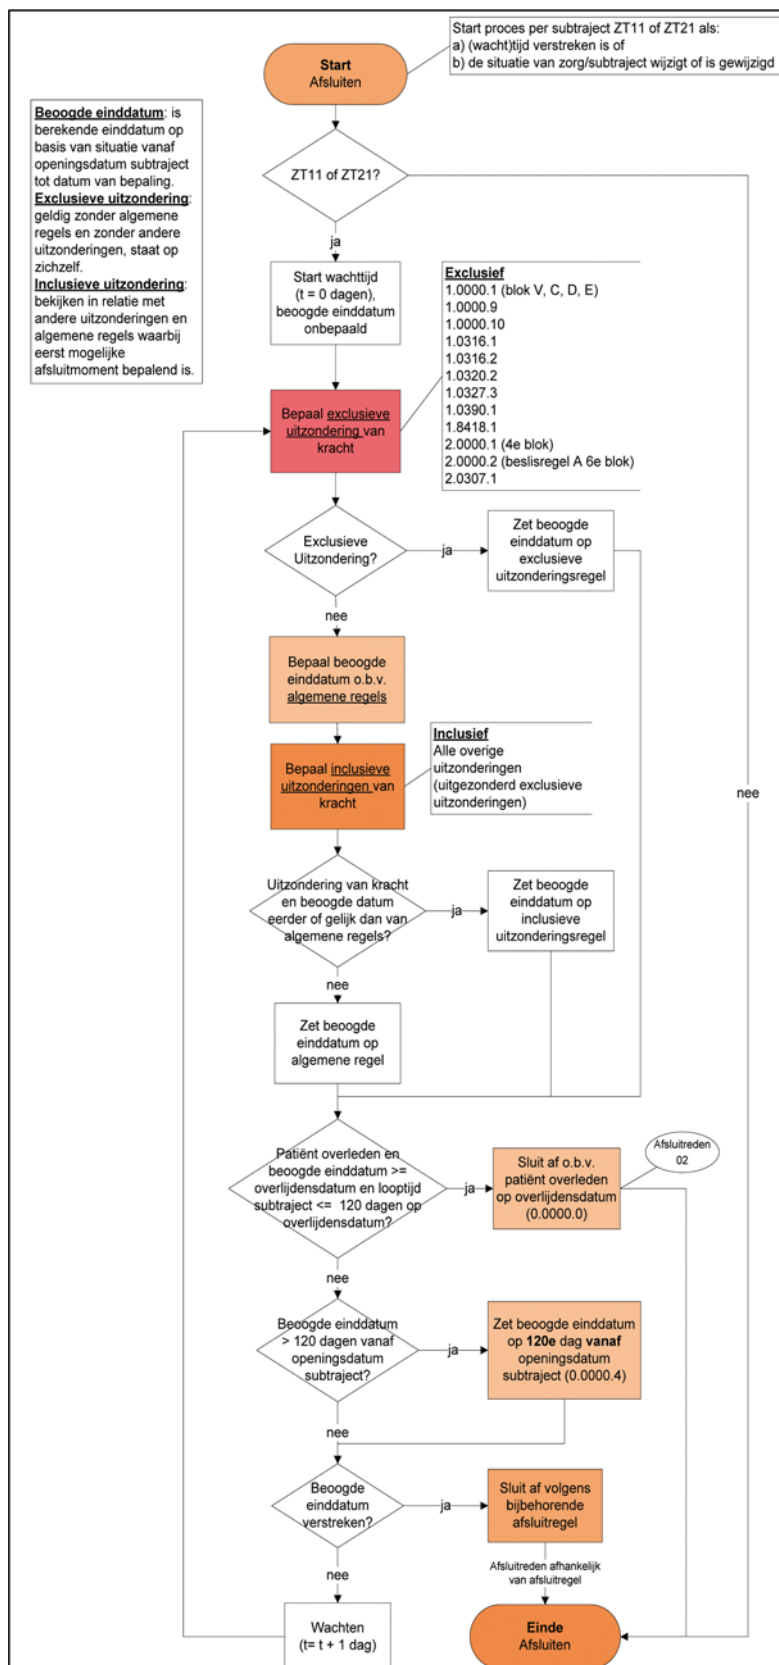 Start proces per subtraject ZT11 of ZT21 als:
a) (wacht)tijd verstreken is of
b) de situatie van zorg/subtraject wijzigt of is gewijzigd
Start
Afsluiten
Beoogde einddatum: is
berekende einddatum op
basis van situatie vanaf
openingsdatum subtraject
tot datum van bepaling.
Exclusieve uitzondering:
geldig zonder algemene
regels en zonder andere
uitzonderingen, staat op
zichzelf.
Inclusieve uitzondering:
bekijken in relatie met
andere uitzonderingen en
algemene regels waarbij
eerst mogelijke
afsluitmoment bepalend is.
ZT11 of ZT21?
ja
Start wachttijd
(t = 0 dagen),
beoogde einddatum
onbepaald
Exclusief
1.0000.1 (blok V, C, D, E)
1.0000.9
1.0000.10
1.0316.1
1.0316.2
1.0320.2
1.0327.3
1.0390.1
1.8418.1
2.0000.1 (4e blok)
2.0000.2 (beslisregel A 6e blok)
2.0307.1
Bepaal exclusieve
uitzondering van
kracht
Exclusieve
Uitzondering?
ja
Zet beoogde
einddatum op
exclusieve
uitzonderingsregel
nee
Bepaal beoogde
einddatum o.b.v.
algemene regels
Bepaal inclusieve
uitzonderingen van
kracht
Inclusief
Alle overige
uitzonderingen
(uitgezonderd exclusieve
uitzonderingen)
nee
Uitzondering van kracht
en beoogde datum
eerder of gelijk dan van
algemene regels?
ja
Zet beoogde
einddatum op
inclusieve
uitzonderingsregel
nee
Zet beoogde
einddatum op
algemene regel
Patiënt overleden en
beoogde einddatum >=
overlijdensdatum en looptijd
subtraject <= 120 dagen op
overlijdensdatum?
ja
Sluit af o.b.v.
patiënt overleden
op overlijdensdatum
(0.0000.0)
Afsluitreden
02
nee
Beoogde einddatum
> 120 dagen vanaf
openingsdatum
subtraject?
ja
Zet beoogde einddatum
op 120e dag vanaf
openingsdatum
subtraject (0.0000.4)
nee
Beoogde
einddatum
verstreken?
ja
Sluit af volgens
bijbehorende
afsluitregel
nee
Afsluitreden afhankelijk
van afsluitregel
Wachten
(t= t + 1 dag)
Einde
Afsluiten